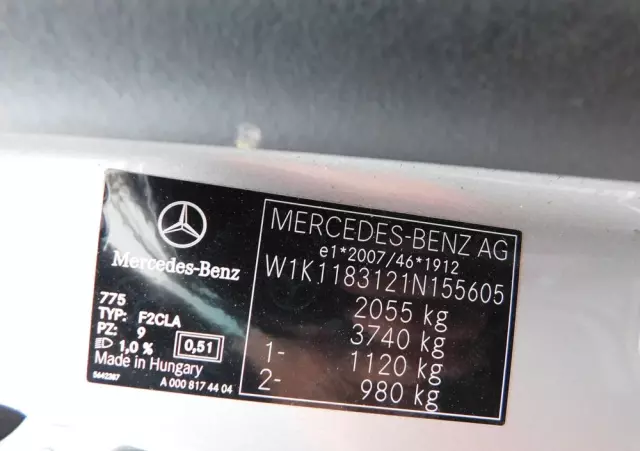 Mercedes-Benz
775
TYP: F2CLA
PZ: 9
1,0 % 0,51
Made in Hungary
5642387 A 000 817 44 04
MERCEDES-BENZ AG
e1*2007/46*1912
W1K1183121N155605
2055 kg
3740 kg
1- 1120 kg
2- 980 kg